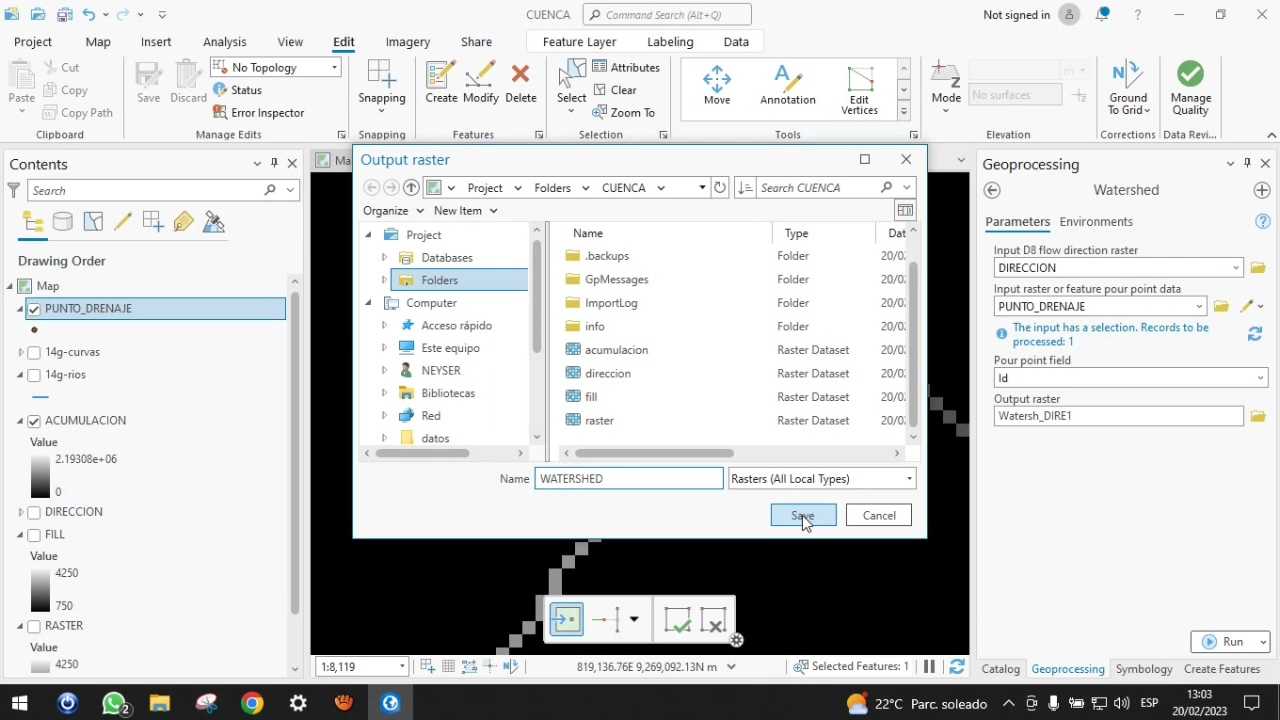 CUENCA
Command Search (Alt+Q)
Not signed in
Project
Map
Insert
Analysis
View
Edit
Imagery
Share
Feature Layer
Labeling
Data
Paste
Cut
Copy
Copy Path
Clipboard
Save
Discard
No Topology
Status
Error Inspector
Manage Edits
Snapping
Snapping
Create
Modify
Delete
Features
Select
Attributes
Clear
Zoom To
Selection
Move
Annotation
Edit
Vertices
Tools
Mode
m
No surfaces
Elevation
Ground
To Grid
Corrections
Manage
Quality
Data Revi...
Contents
Search
Drawing Order
Map
PUNTO_DRENAJE
14g-curvas
14g-rios
ACUMULACION
Value
2.19308e+06
0
DIRECCION
FILL
Value
4250
750
RASTER
Value
4250
Ma
Output raster
Project
Folders
CUENCA
Search CUENCA
Organize
New Item
Project
Databases
Folders
Computer
Acceso rápido
Este equipo
NEYSER
Bibliotecas
Red
datos
Name
Type
Dat
.backups
Folder
20/02
GpMessages
Folder
20/02
ImportLog
Folder
20/02
info
Folder
20/02
acumulacion
Raster Dataset
20/02
direccion
Raster Dataset
20/02
fill
Raster Dataset
20/02
raster
Raster Dataset
20/02
Name
WATERSHED
Rasters (All Local Types)
Save
Cancel
1:8,119
819,136.76E 9,269,092.13N m
Selected Features: 1
Geoprocessing
Watershed
Parameters
Environments
Input D8 flow direction raster
DIRECCION
Input raster or feature pour point data
PUNTO_DRENAJE
The input has a selection. Records to be
processed: 1
Pour point field
Id
Output raster
Watersh_DIRE1
Run
Catalog
Geoprocessing
Symbology
Create Features
2
22°C Parc. soleado
ESP
13:03
20/02/2023